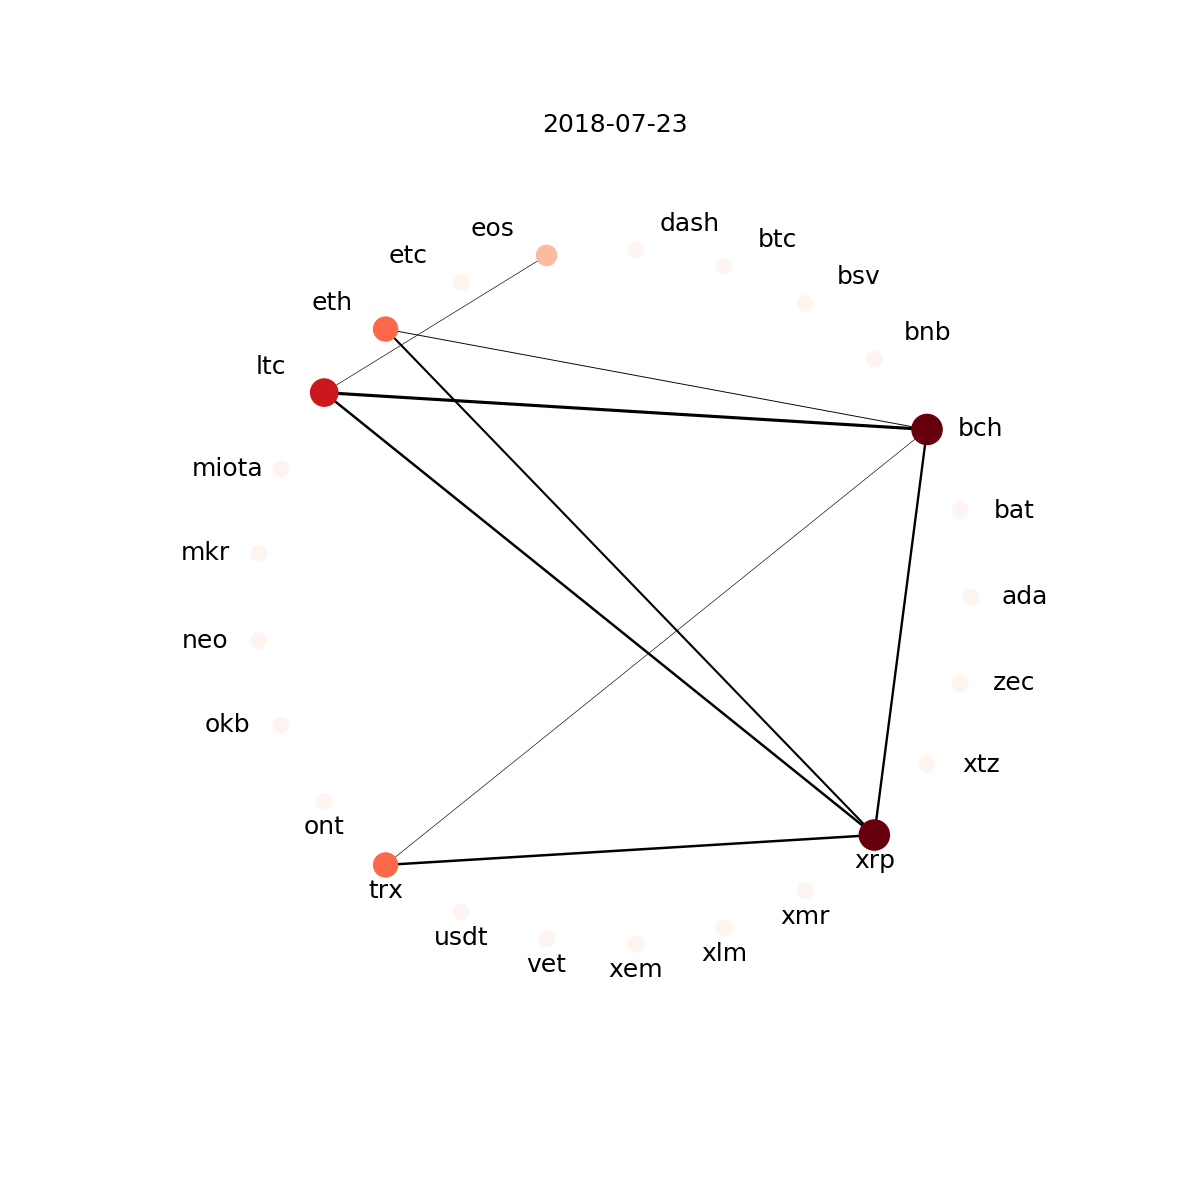 2018-07-23
dash
eos
btc
etc
bsv
eth
bnb
ltc
bch
miota
bat
mkr
ada
neo
zec
okb
xtz
ont
xrp
trx
xmr
usdt
xlm
vet
xem